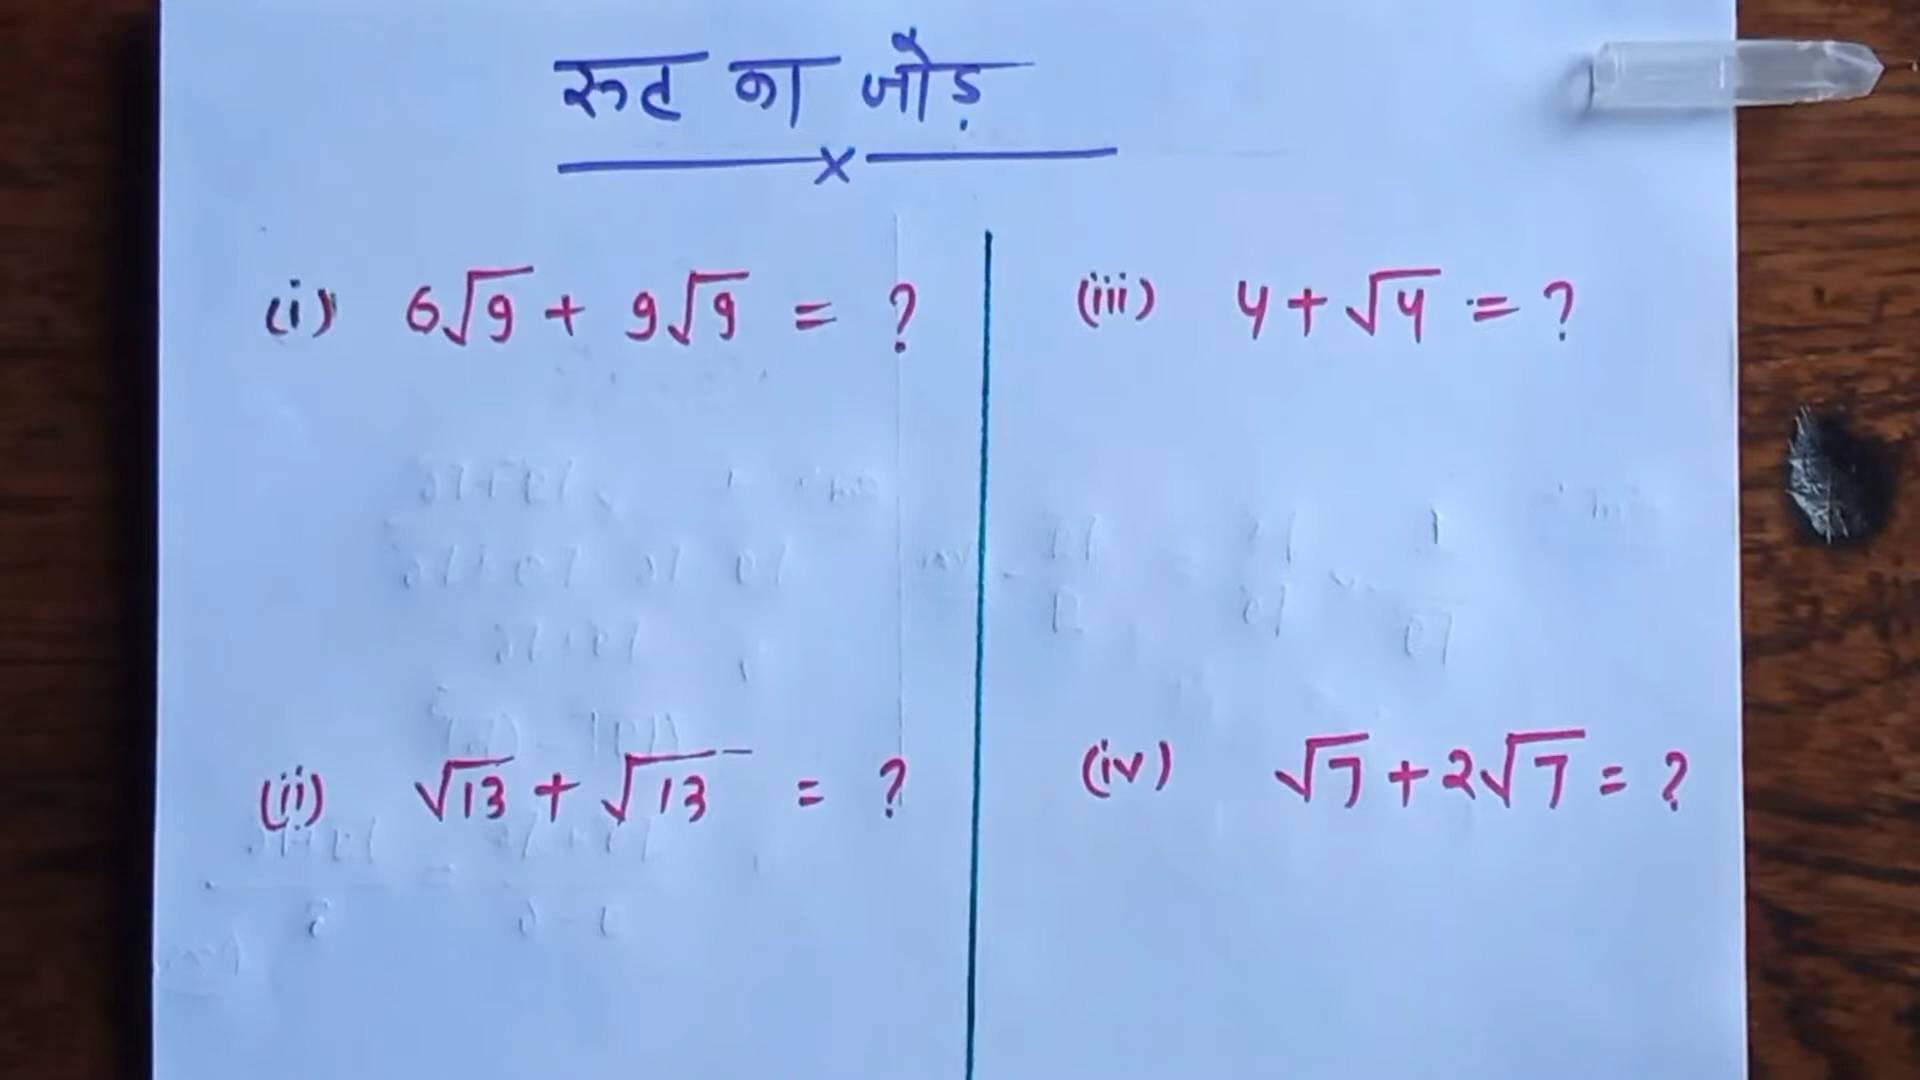 रूट का जोड़
x
(i) 6√9 + 9√9 = ?
(ii) √13 + √13 = ?
(iii) 4 + √4 = ?
(iv) √7 + 2√7 = ?